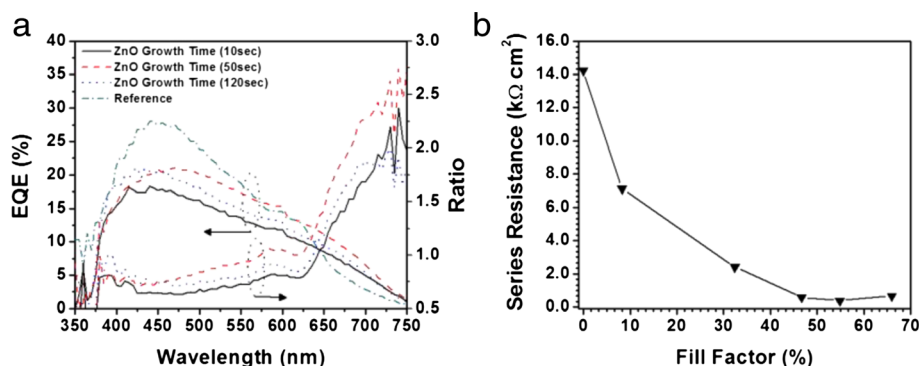 a
40
35
30
25
20
15
10
5
0
EQE (%)
ZnO Growth Time (10sec)
ZnO Growth Time (50sec)
ZnO Growth Time (120sec)
Reference
3.0
2.5
2.0
1.5
1.0
0.5
Ratio
350 400 450 500 550 600 650 700 750
Wavelength (nm)
b
16.0
14.0
12.0
10.0
8.0
6.0
4.0
2.0
0.0
Series Resistance (kΩ cm²)
0 10 20 30 40 50 60 70
Fill Factor (%)